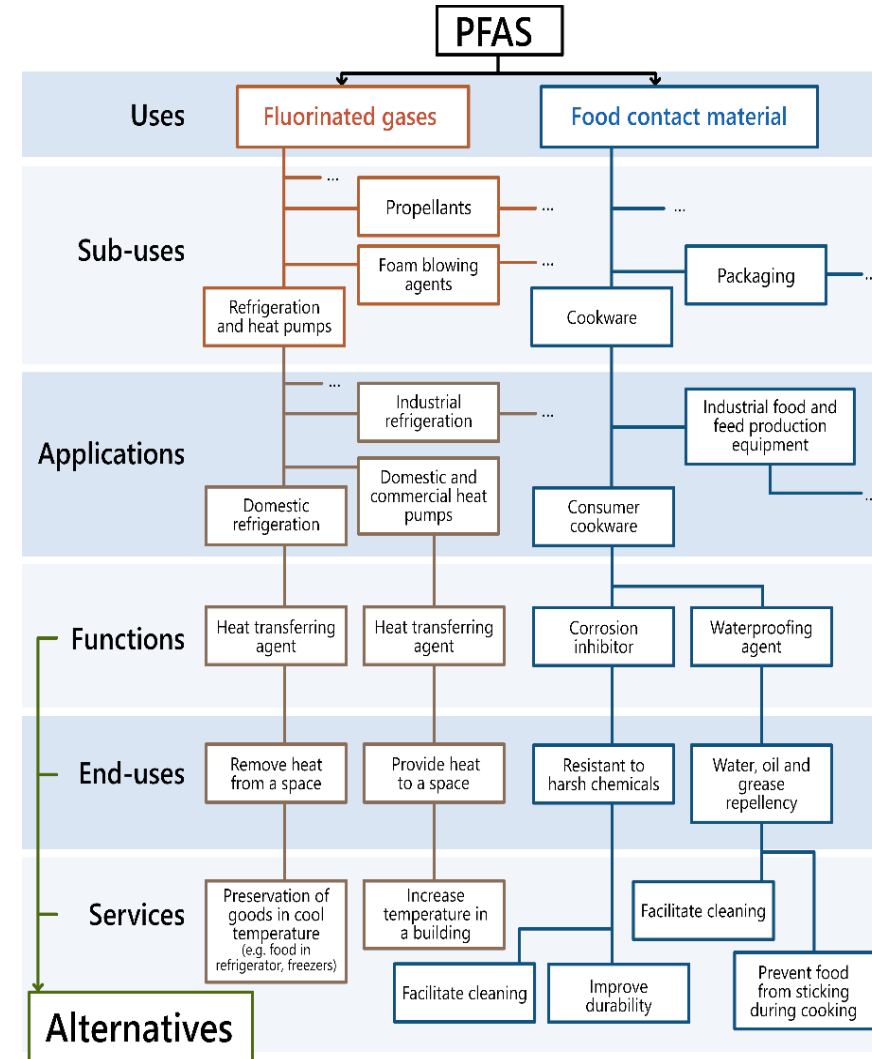 PFAS
Uses
Fluorinated gases
Food contact material
Sub-uses
...
Propellants
...
Foam blowing
agents
...
Refrigeration
and heat pumps
...
Packaging
...
Cookware
Applications
...
Industrial
refrigeration
...
Domestic and
commercial heat
pumps
Domestic
refrigeration
Industrial food and
feed production
equipment
...
Consumer
cookware
Functions
Heat transferring
agent
Heat transferring
agent
Corrosion
inhibitor
Waterproofing
agent
End-uses
Remove heat
from a space
Provide heat
to a space
Resistant to
harsh chemicals
Water, oil and
grease
repellency
Services
Preservation of
goods in cool
temperature
(e.g. food in
refrigerator, freezers)
Increase
temperature in
a building
Facilitate cleaning
Improve
durability
Facilitate cleaning
Prevent food
from sticking
during cooking
Alternatives